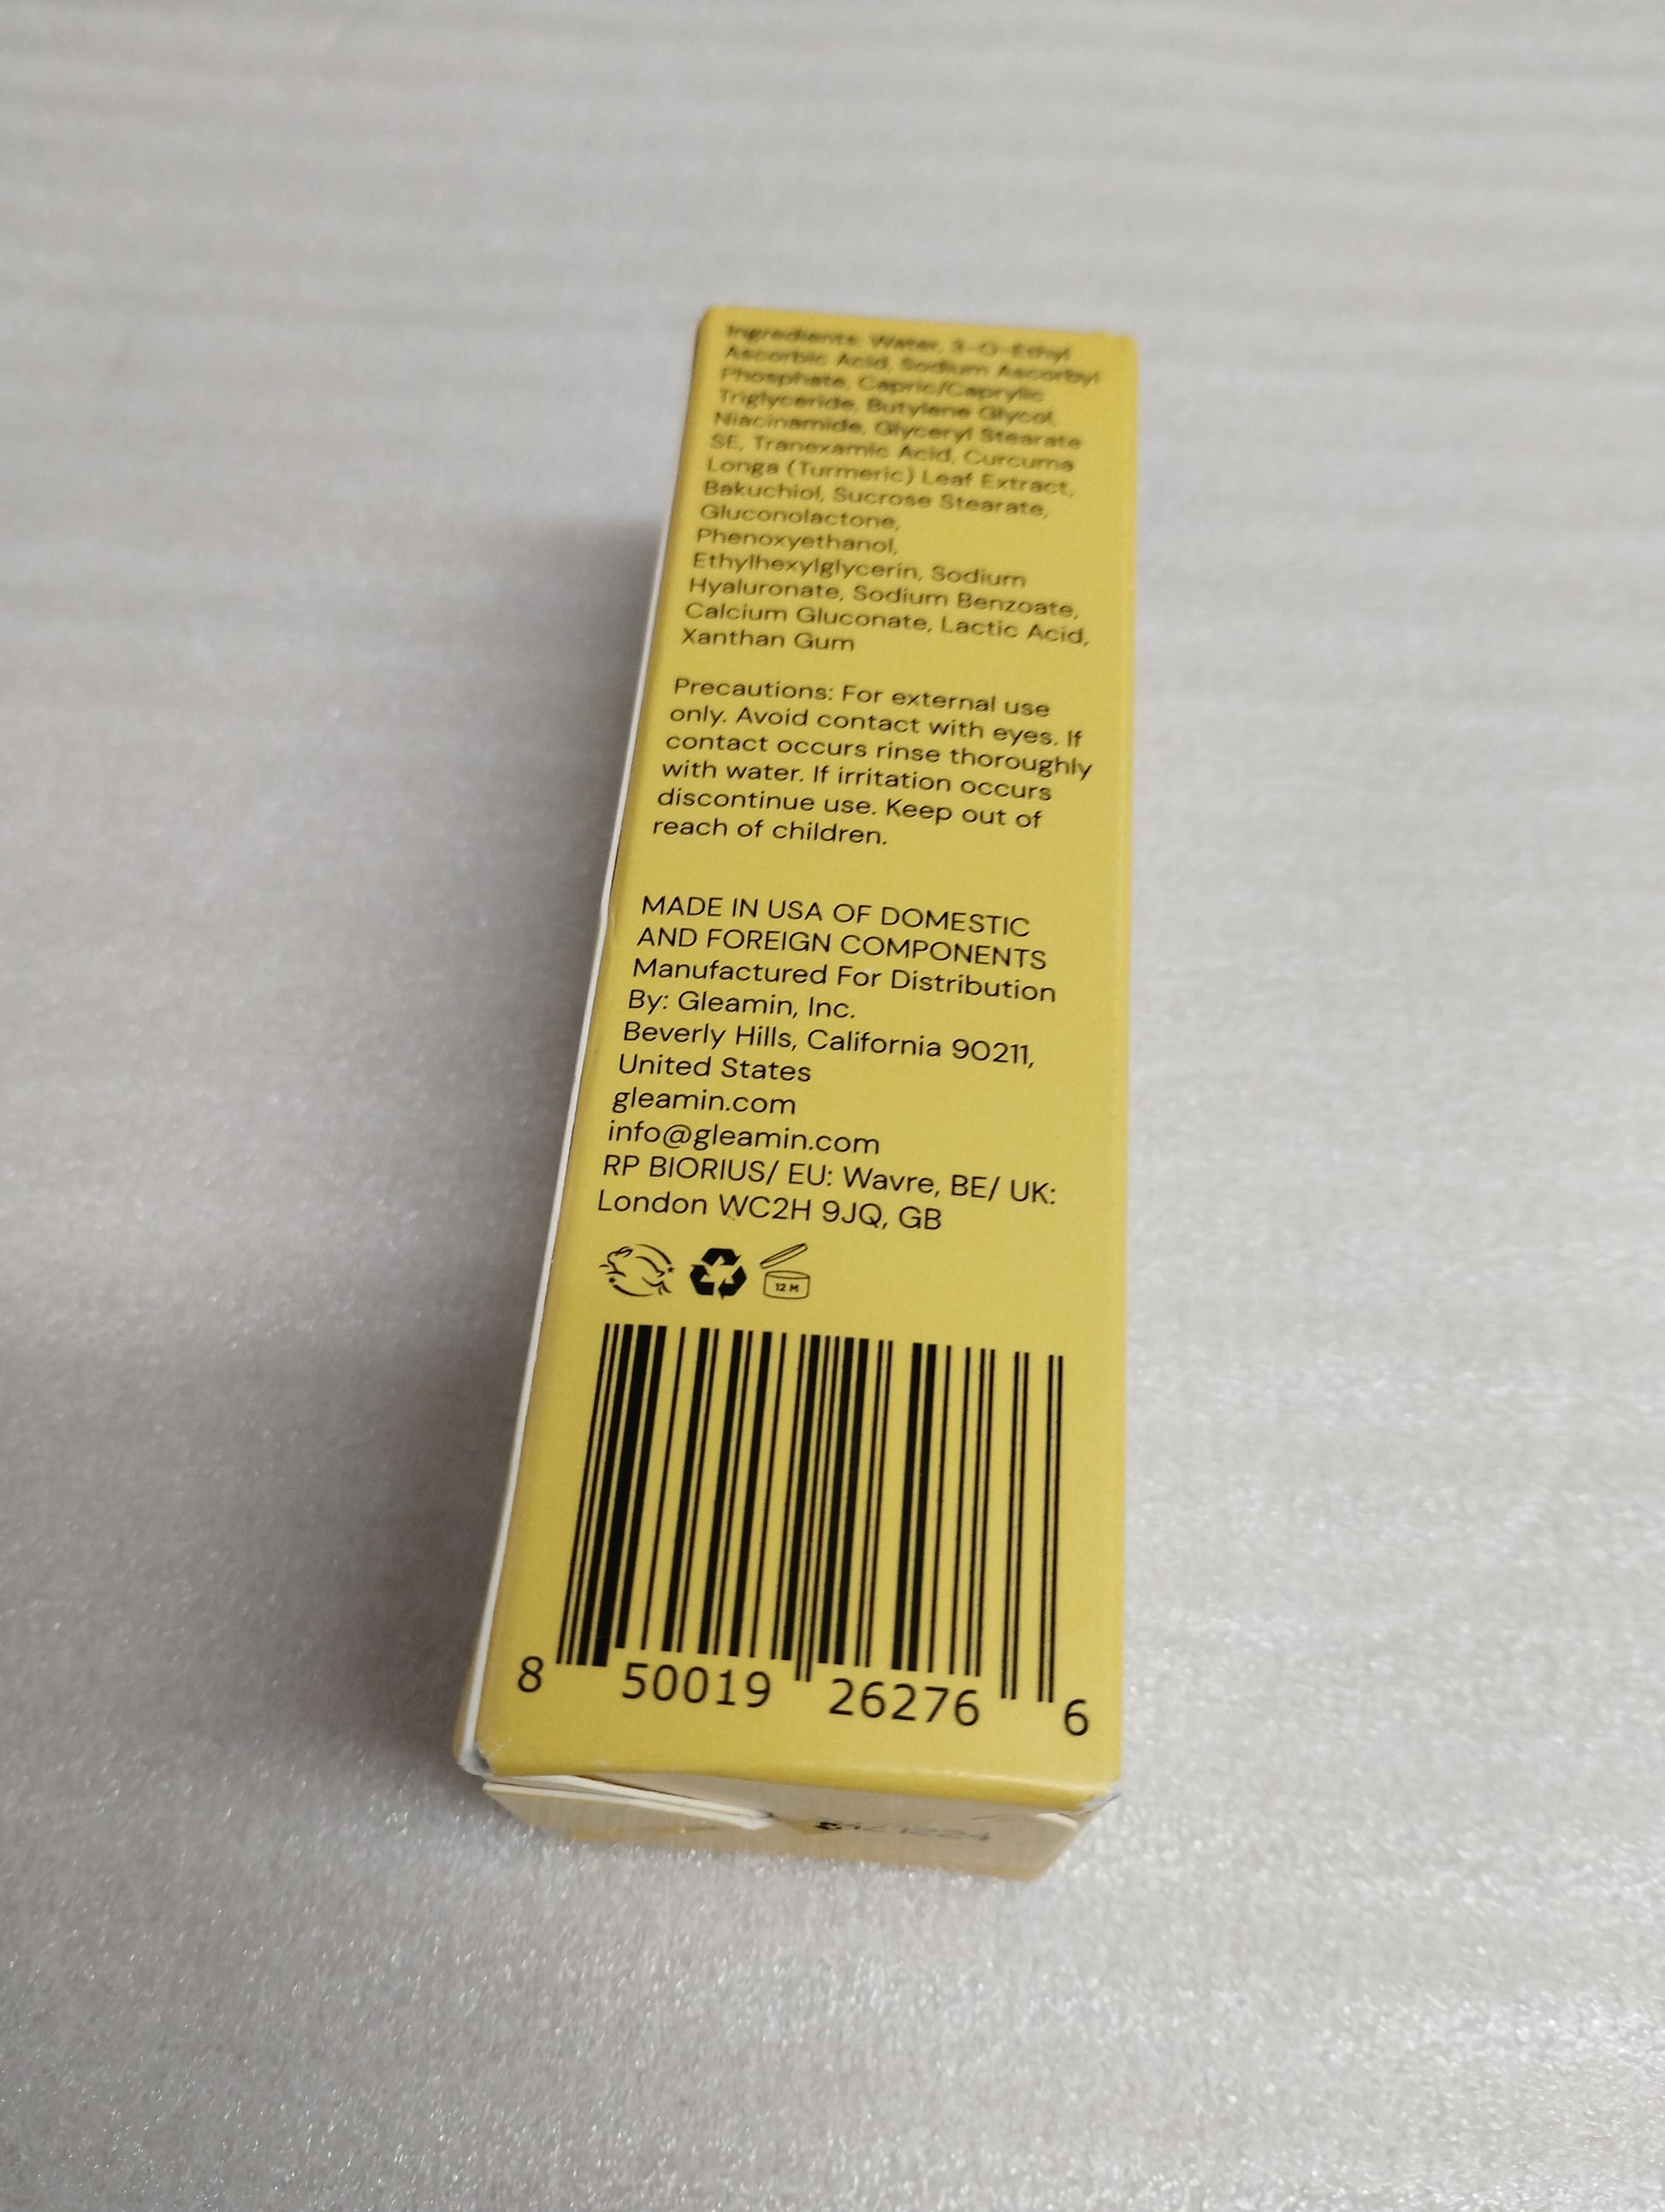 Ingredients: Water, 3-O-Ethyl
Ascorbic Acid, Sodium Ascorbyl
Phosphate, Capric/Caprylic
Triglyceride, Butylene Glycol,
Niacinamide, Glyceryl Stearate
SE, Tranexamic Acid, Curcuma
Longa (Turmeric) Leaf Extract,
Bakuchiol, Sucrose Stearate,
Gluconolactone,
Phenoxyethanol,
Ethylhexylglycerin, Sodium
Hyaluronate, Sodium Benzoate,
Calcium Gluconate, Lactic Acid,
Xanthan Gum
Precautions: For external use
only. Avoid contact with eyes. If
contact occurs rinse thoroughly
with water. If irritation occurs
discontinue use. Keep out of
reach of children.
MADE IN USA OF DOMESTIC
AND FOREIGN COMPONENTS
Manufactured For Distribution
By: Gleamin, Inc.
Beverly Hills, California 90211,
United States
gleamin.com
info@gleamin.com
RP BIORIUS/ EU: Wavre, BE/ UK:
London WC2H 9JQ, GB
12 M
8 50019 26276 6